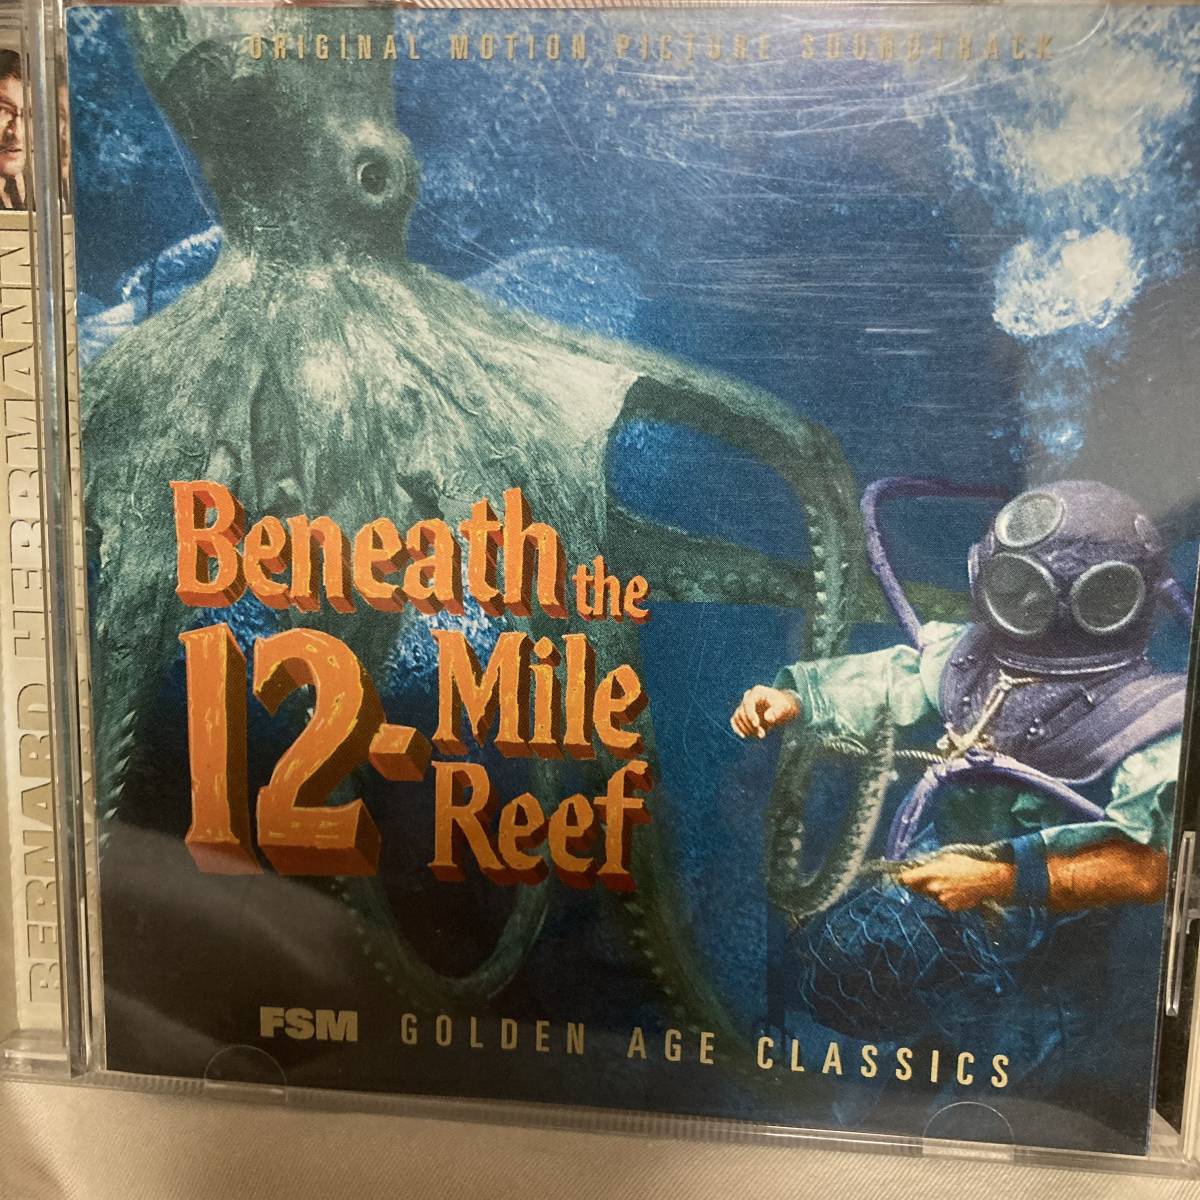 ORIGINAL MOTION PICTURE SOUNDTRACK
BERNARD HERRMANN
Beneath the
12-Mile
Reef
FSM GOLDEN AGE CLASSICS